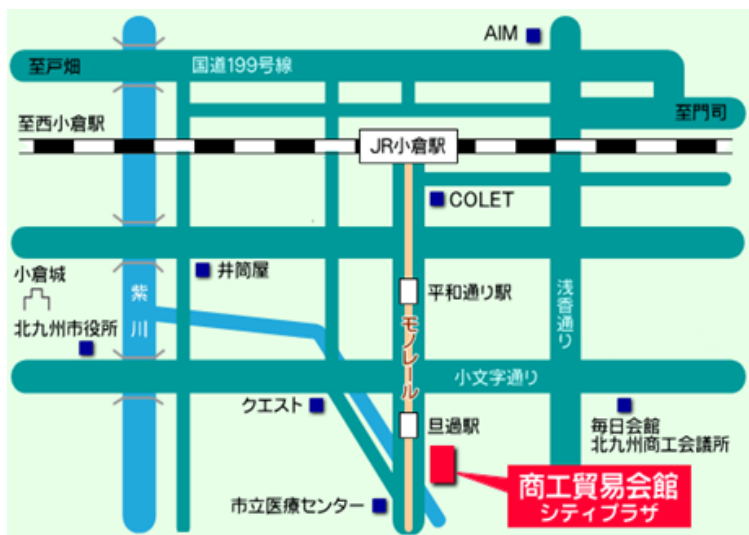 AIM
至戸畑
国道199号線
至門司
至西小倉駅
JR小倉駅
COLET
井筒屋
小倉城
紫川
平和通り駅
浅香通り
北九州市役所
モノレール
小文字通り
クエスト
旦過駅
毎日会館
北九州商工会議所
市立医療センター
商工貿易会館
シティプラザ